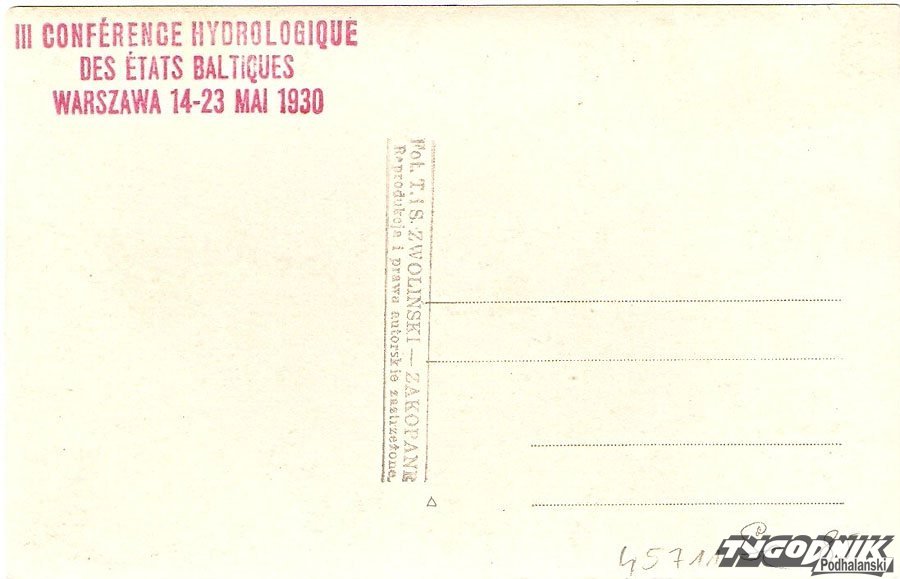 III CONFÉRENCE HYDROLOGIQUE
DES ÉTATS BALTIQUES
WARSZAWA 14-23 MAI 1930
Fot. T. i S. ZWOLIŃSKI — ZAKOPANE
Reprodukcja i prawa autorskie zastrzeżone.
45711
TYGODNIK
Podhalański